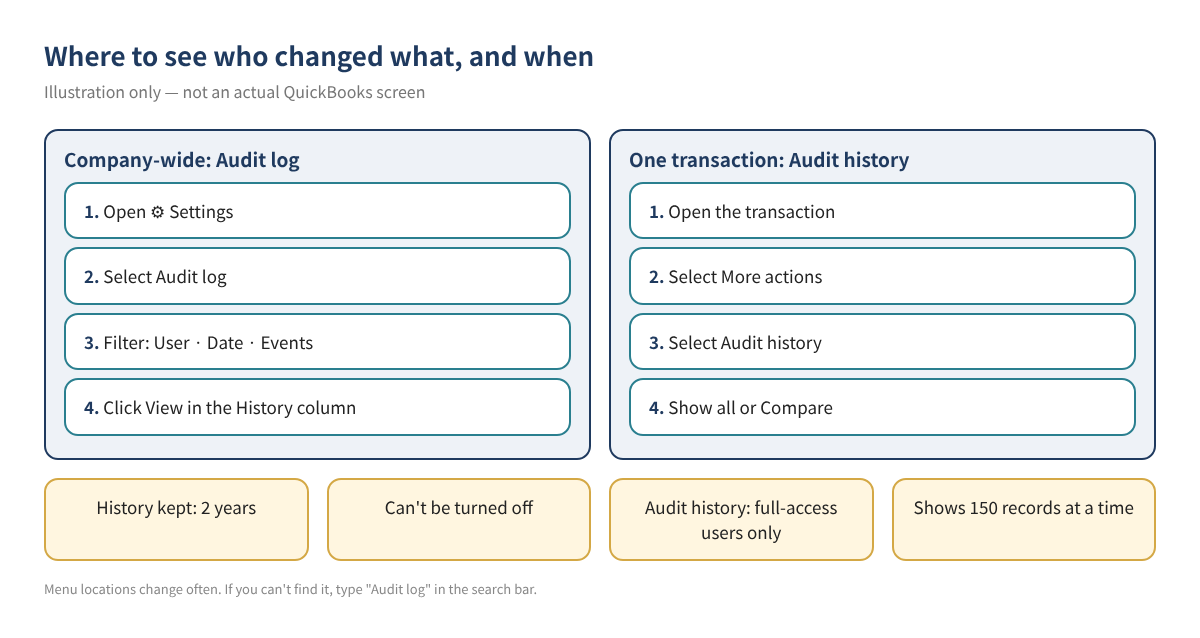 Where to see who changed what, and when
Illustration only — not an actual QuickBooks screen
Company-wide: Audit log
1. Open ⚙ Settings
2. Select Audit log
3. Filter: User · Date · Events
4. Click View in the History column
One transaction: Audit history
1. Open the transaction
2. Select More actions
3. Select Audit history
4. Show all or Compare
History kept: 2 years
Can't be turned off
Audit history: full-access
users only
Shows 150 records at a time
Menu locations change often. If you can't find it, type "Audit log" in the search bar.